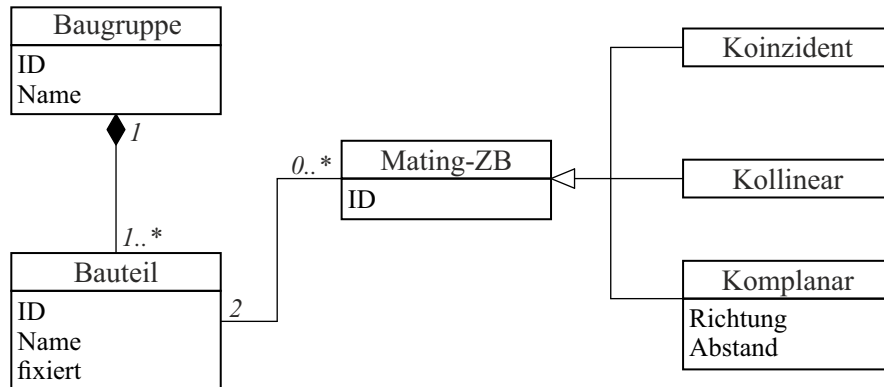 Baugruppe
ID
Name
1
1..*
Bauteil
ID
Name
fixiert
2
0..*
Mating-ZB
ID
Koinzident
Kollinear
Komplanar
Richtung
Abstand